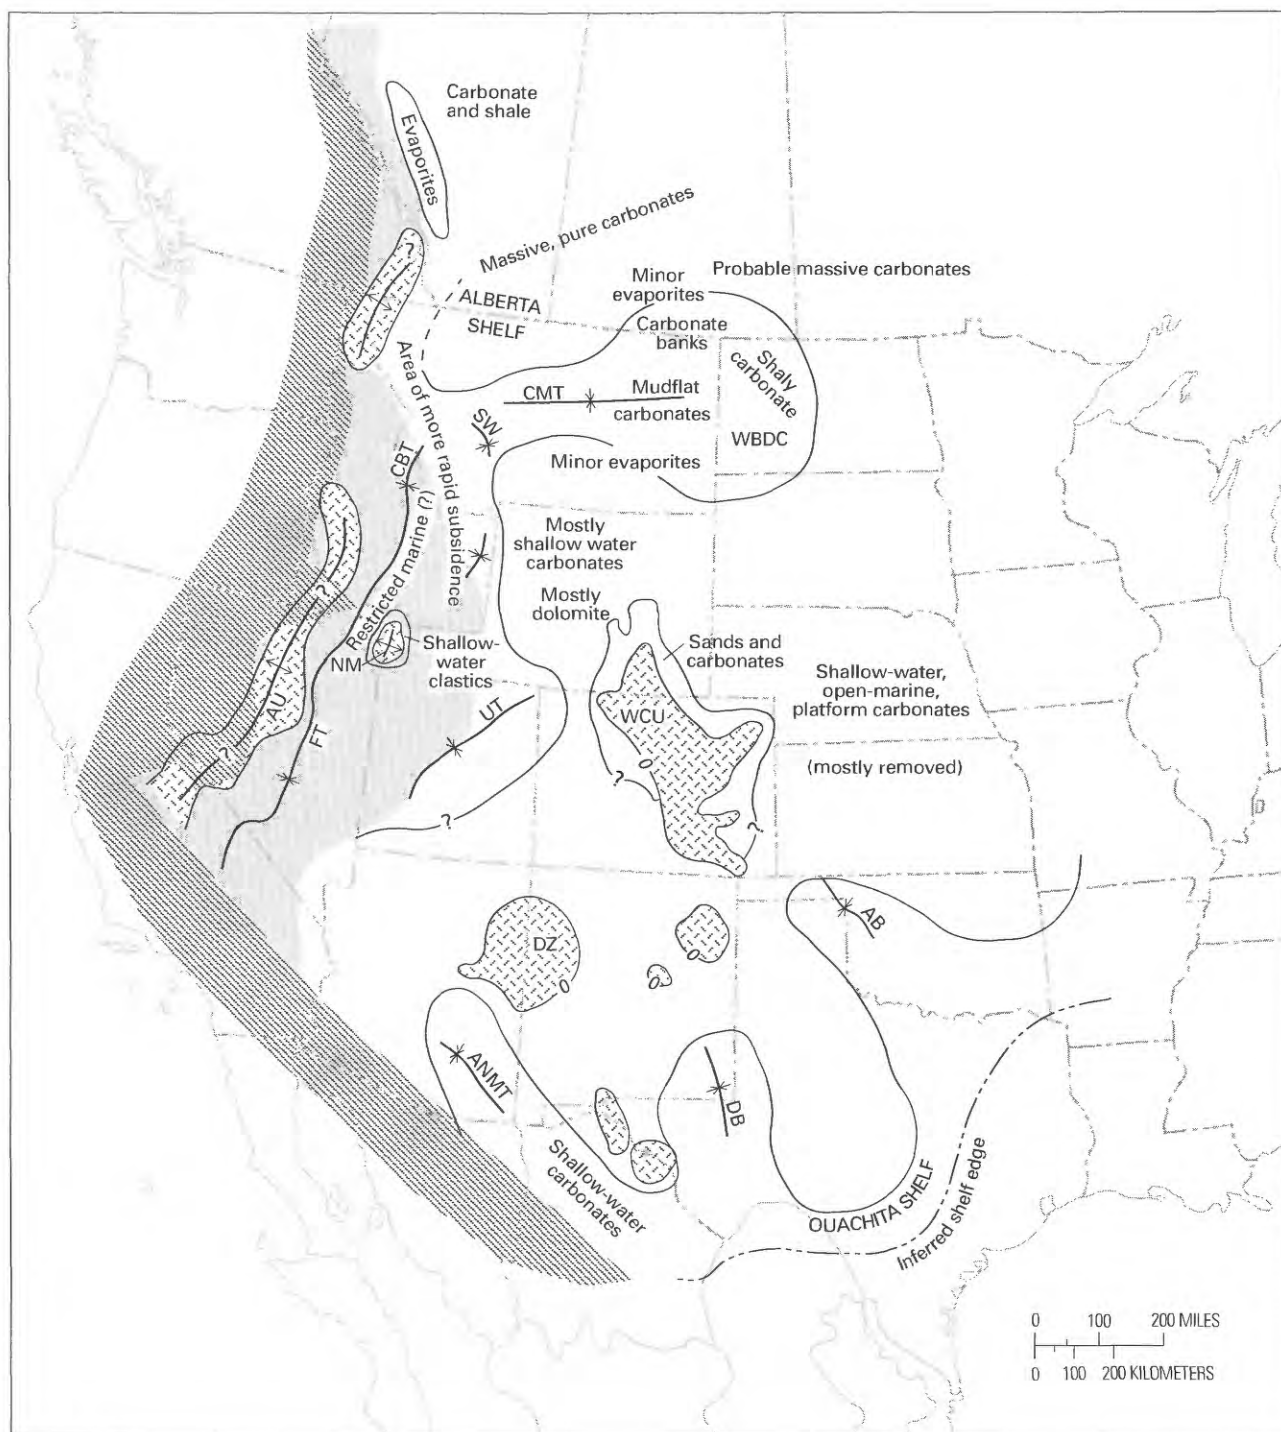 Carbonate
and shale
Evaporites
?
Massive, pure carbonates
Minor
evaporites
Probable massive carbonates
ALBERTA
SHELF
Carbonate
banks
Shaly
carbonate
Area of more rapid subsidence
CMT
Mudflat
carbonates
SW
WBDC
CBT
Minor evaporites
Restricted marine (?)
Mostly
shallow water
carbonates
Mostly
dolomite
?
NM
Shallow-
water
clastics
Sands and
carbonates
Shallow-water,
open-marine,
platform carbonates
(mostly removed)
AU
FT
UT
WCU
0
?
?
?
?
AB
DZ
0
0
0
ANMT
DB
Shallow-water
carbonates
OUACHITA SHELF
Inferred shelf edge
0 100 200 MILES
0 100 200 KILOMETERS